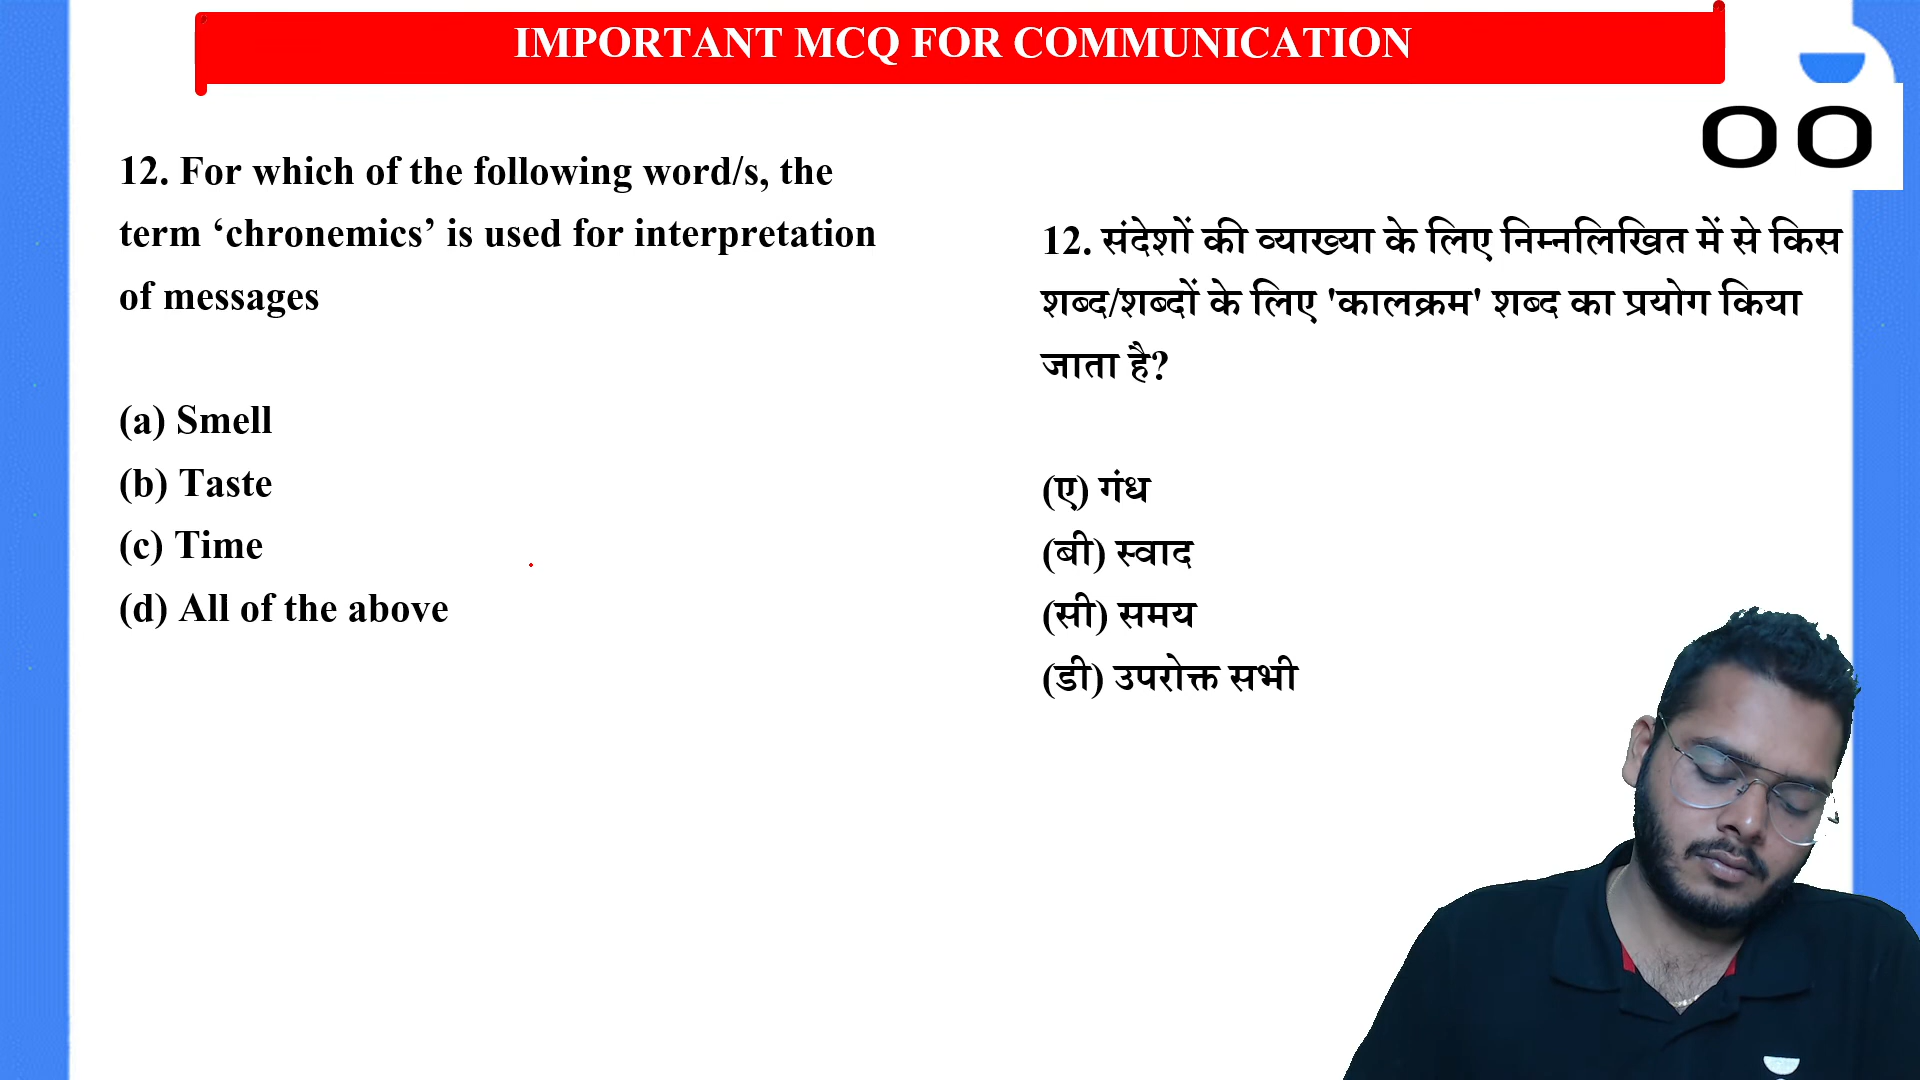 IMPORTANT MCQ FOR COMMUNICATION
12. For which of the following word/s, the
term ‘chronemics’ is used for interpretation
of messages
(a) Smell
(b) Taste
(c) Time
(d) All of the above
12. संदेशों की व्याख्या के लिए निम्नलिखित में से किस
शब्द/शब्दों के लिए 'कालक्रम' शब्द का प्रयोग किया
जाता है?
(ए) गंध
(बी) स्वाद
(सी) समय
(डी) उपरोक्त सभी